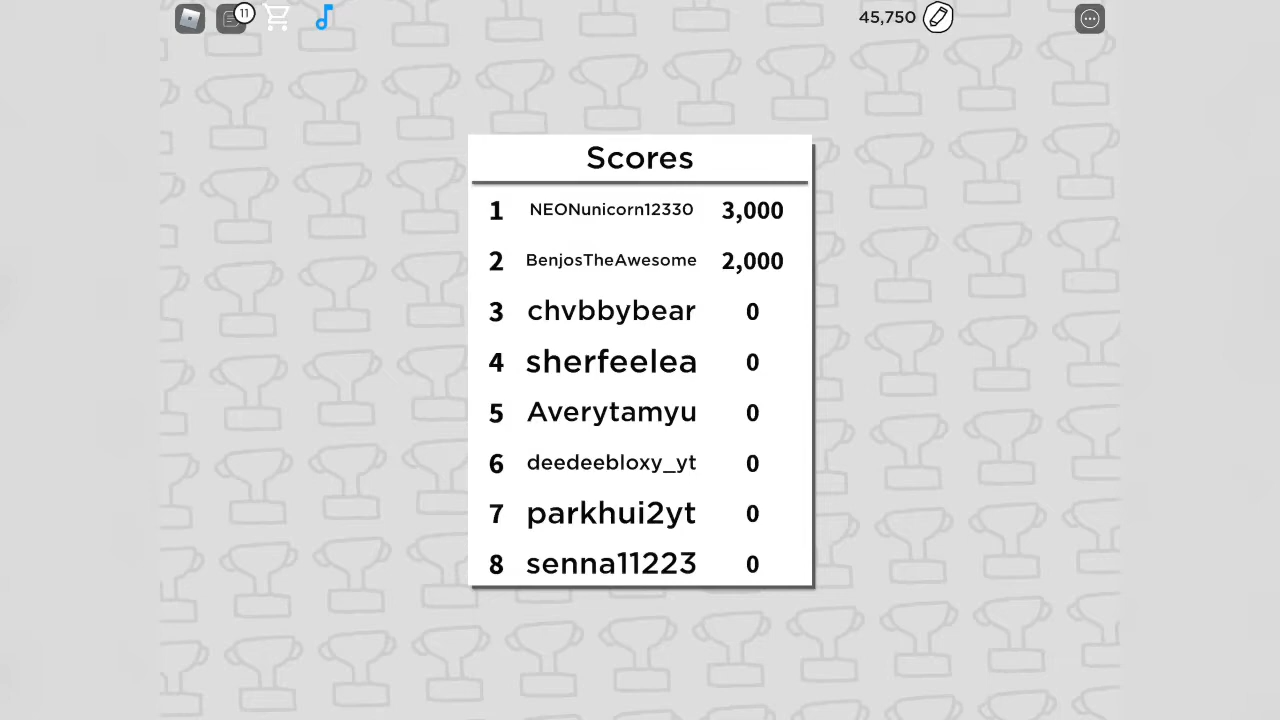 11
45,750
Scores
1 NEONunicorn12330 3,000
2 BenjosTheAwesome 2,000
3 chvbbybear 0
4 sherfeelea 0
5 Averytamyu 0
6 deedeebloxy_yt 0
7 parkhui2yt 0
8 senna11223 0